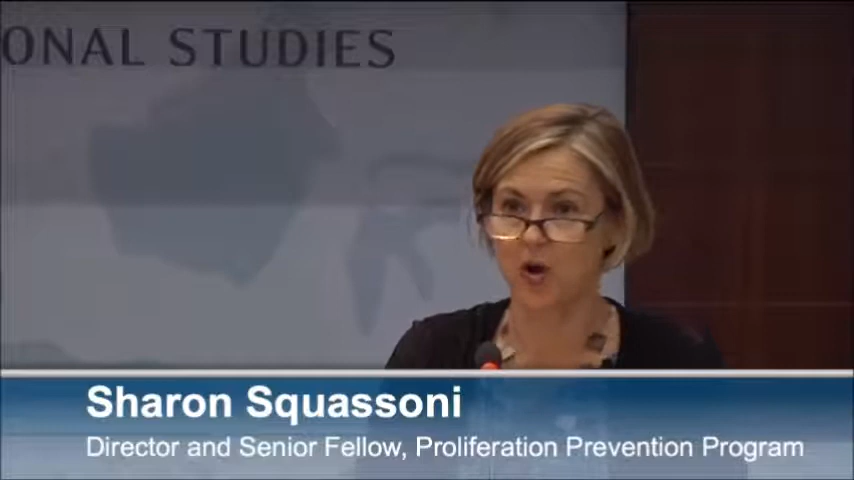 ONAL STUDIES
Sharon Squassoni
Director and Senior Fellow, Proliferation Prevention Program